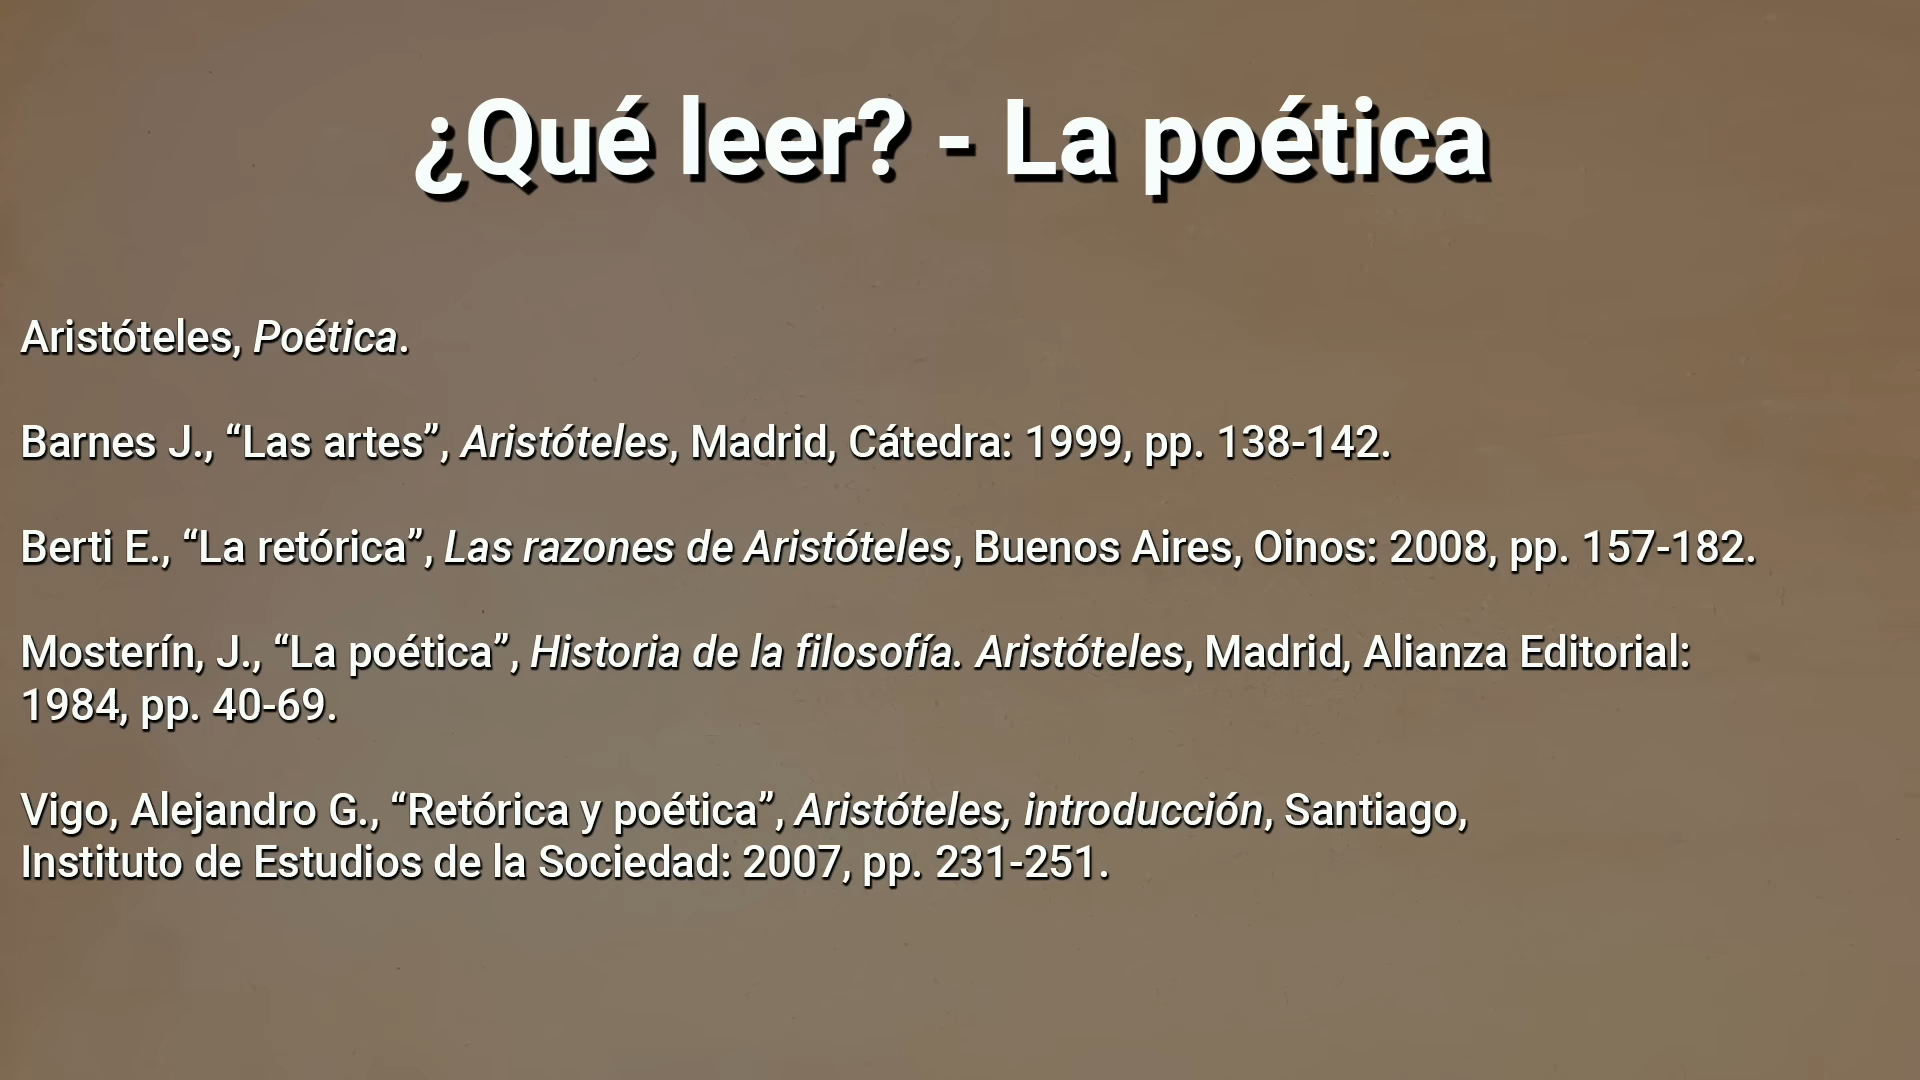 ¿Qué leer? - La poética
Aristóteles, Poética.
Barnes J., “Las artes”, Aristóteles, Madrid, Cátedra: 1999, pp. 138-142.
Berti E., “La retórica”, Las razones de Aristóteles, Buenos Aires, Oinos: 2008, pp. 157-182.
Mosterín, J., “La poética”, Historia de la filosofía. Aristóteles, Madrid, Alianza Editorial:
1984, pp. 40-69.
Vigo, Alejandro G., “Retórica y poética”, Aristóteles, introducción, Santiago,
Instituto de Estudios de la Sociedad: 2007, pp. 231-251.